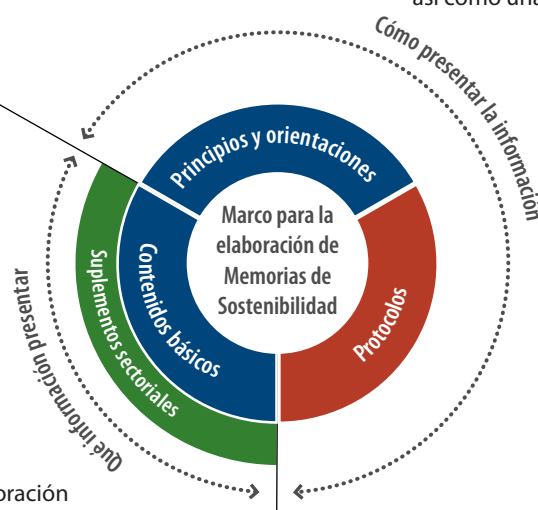 así como una
Cómo presentar la información
Principios y orientaciones
Marco para la
elaboración de
Memorias de
Sostenibilidad
Contenidos básicos
Protocolos
Suplementos sectoriales
Qué información presentar
oración